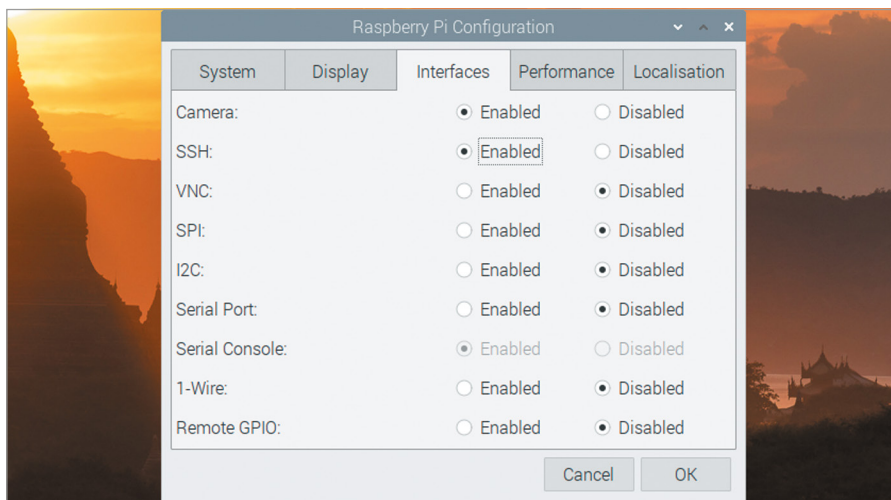 Raspberry Pi Configuration
System Display Interfaces Performance Localisation
Camera: Enabled Disabled
SSH: Enabled Disabled
VNC: Enabled Disabled
SPI: Enabled Disabled
I2C: Enabled Disabled
Serial Port: Enabled Disabled
Serial Console: Enabled Disabled
1-Wire: Enabled Disabled
Remote GPIO: Enabled Disabled
Cancel OK